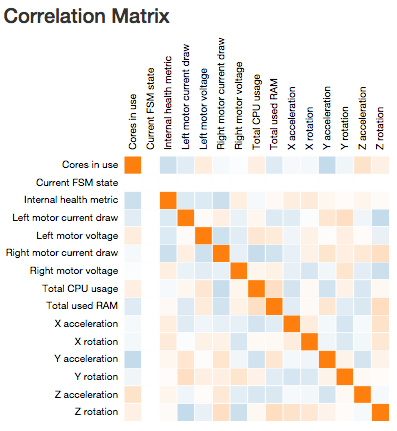 Correlation Matrix
Cores in use
Current FSM state
Internal health metric
Left motor current draw
Left motor voltage
Right motor current draw
Right motor voltage
Total CPU usage
Total used RAM
X acceleration
X rotation
Y acceleration
Y rotation
Z acceleration
Z rotation
Cores in use
Current FSM state
Internal health metric
Left motor current draw
Left motor voltage
Right motor current draw
Right motor voltage
Total CPU usage
Total used RAM
X acceleration
X rotation
Y acceleration
Y rotation
Z acceleration
Z rotation